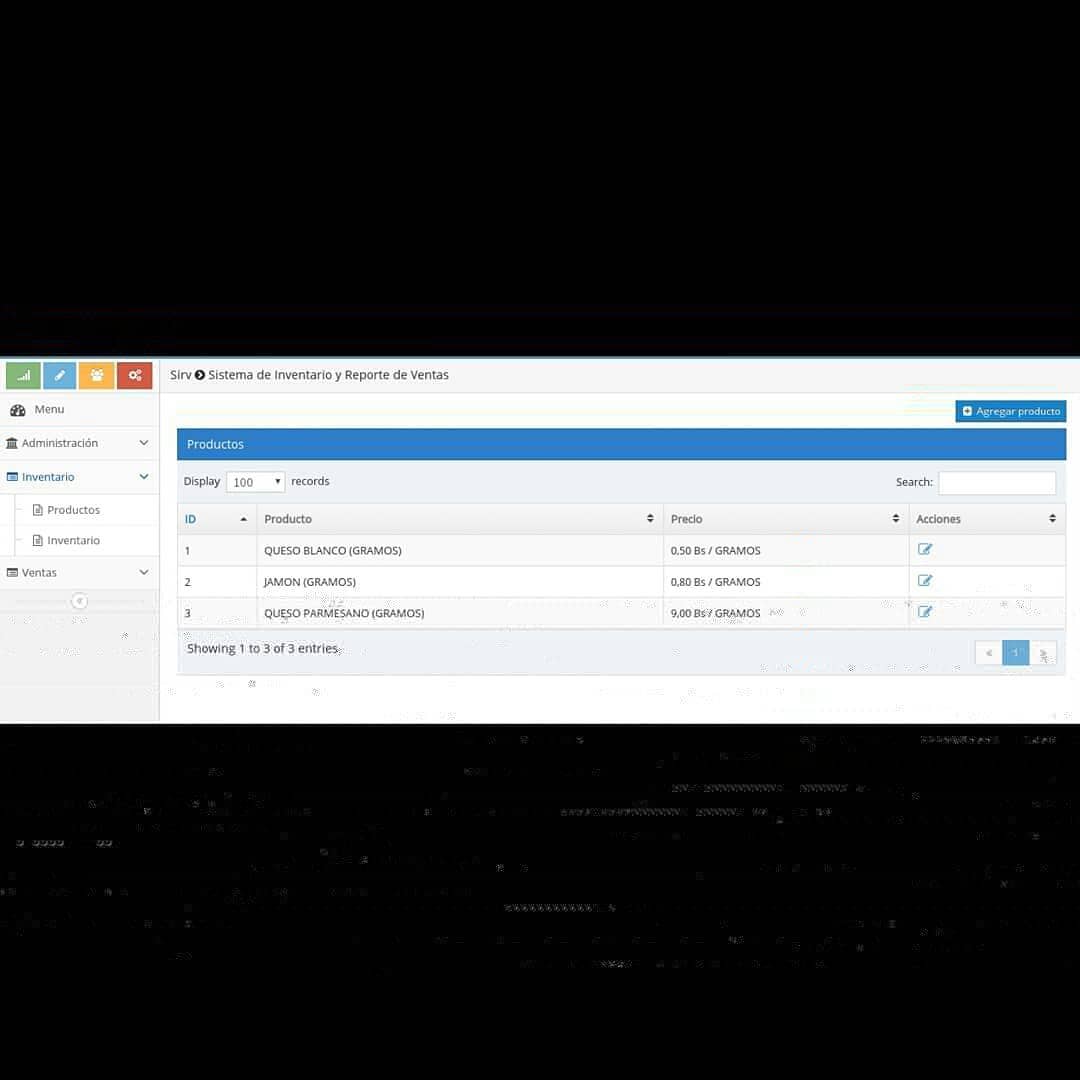 Sirv Sistema de Inventario y Reporte de Ventas
Menu
Administración
Inventario
Productos
Inventario
Ventas
Agregar producto
Productos
Display 100 records
Search:
ID Producto Precio Acciones
1 QUESO BLANCO (GRAMOS) 0,50 Bs / GRAMOS
2 JAMON (GRAMOS) 0,80 Bs / GRAMOS
3 QUESO PARMESANO (GRAMOS) 9,00 Bs / GRAMOS
Showing 1 to 3 of 3 entries
« 1 »